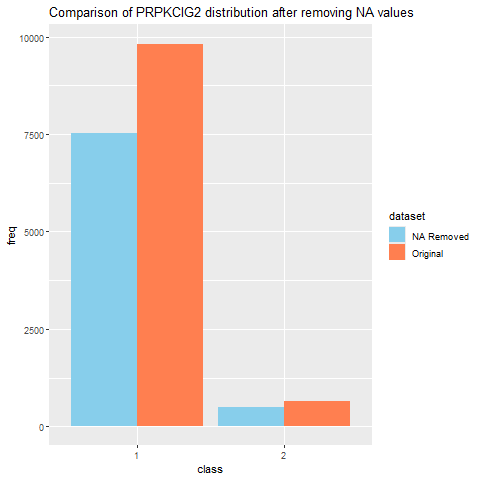 Comparison of PRPKCIG2 distribution after removing NA values
10000
7500
5000
2500
0
freq
1
2
class
dataset
NA Removed
Original